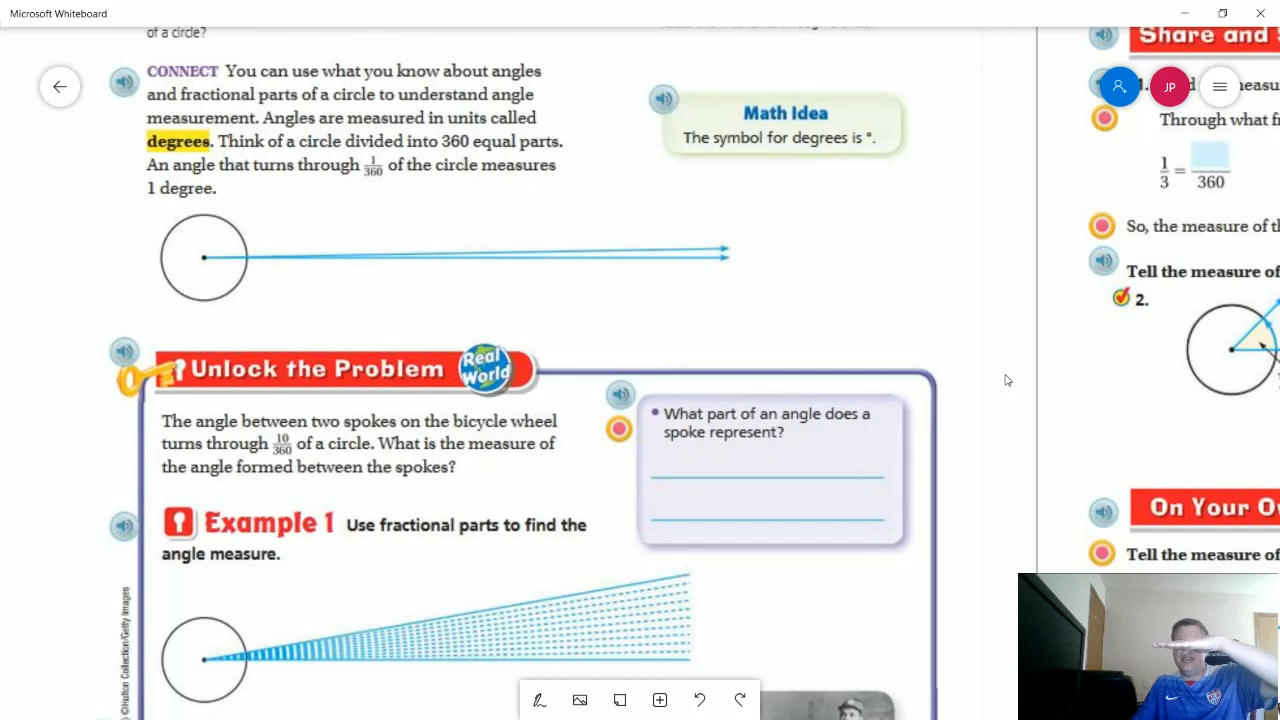 Microsoft Whiteboard
of a circle?
CONNECT You can use what you know about angles
and fractional parts of a circle to understand angle
measurement. Angles are measured in units called
degrees. Think of a circle divided into 360 equal parts.
An angle that turns through 1/360 of the circle measures
1 degree.
Math Idea
The symbol for degrees is °.
Unlock the Problem
Real World
The angle between two spokes on the bicycle wheel
turns through 10/360 of a circle. What is the measure of
the angle formed between the spokes?
• What part of an angle does a
spoke represent?
Example 1 Use fractional parts to find the
angle measure.
© Hulton Collection/Getty Images
Share and
JP
1.
Through what
1/3 = /360
So, the measure of
Tell the measure of
2.
On Your
Tell the measure of